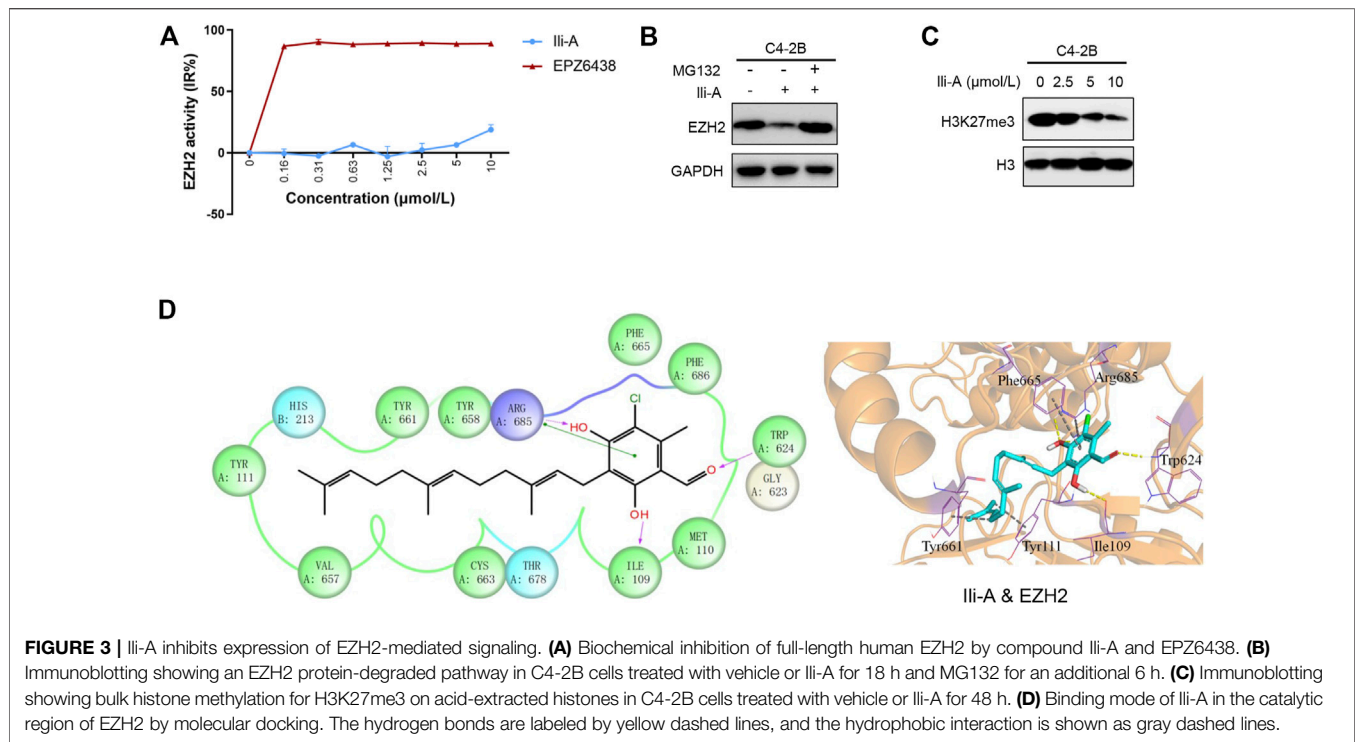 A
100
50
0
-50
EZH2 activity (IR%)
0
0.16
0.31
0.63
1.25
2.5
5
10
Concentration (µmol/L)
Ili-A
EPZ6438
B
C4-2B
MG132 - - +
Ili-A - + +
EZH2
GAPDH
C
C4-2B
Ili-A (µmol/L) 0 2.5 5 10
H3K27me3
H3
D
PHE
A: 665
PHE
A: 686
HIS
B: 213
TYR
A: 661
TYR
A: 658
ARG
A: 685
HO
Cl
TRP
A: 624
GLY
A: 623
O
TYR
A: 111
OH
MET
A: 110
VAL
A: 657
CYS
A: 663
THR
A: 678
ILE
A: 109
Phe665
Arg685
Trp624
Tyr661
Tyr111
Ile109
Ili-A & EZH2
FIGURE 3 | Ili-A inhibits expression of EZH2-mediated signaling. (A) Biochemical inhibition of full-length human EZH2 by compound Ili-A and EPZ6438. (B)
Immunoblotting showing an EZH2 protein-degraded pathway in C4-2B cells treated with vehicle or Ili-A for 18 h and MG132 for an additional 6 h. (C) Immunoblotting
showing bulk histone methylation for H3K27me3 on acid-extracted histones in C4-2B cells treated with vehicle or Ili-A for 48 h. (D) Binding mode of Ili-A in the catalytic
region of EZH2 by molecular docking. The hydrogen bonds are labeled by yellow dashed lines, and the hydrophobic interaction is shown as gray dashed lines.